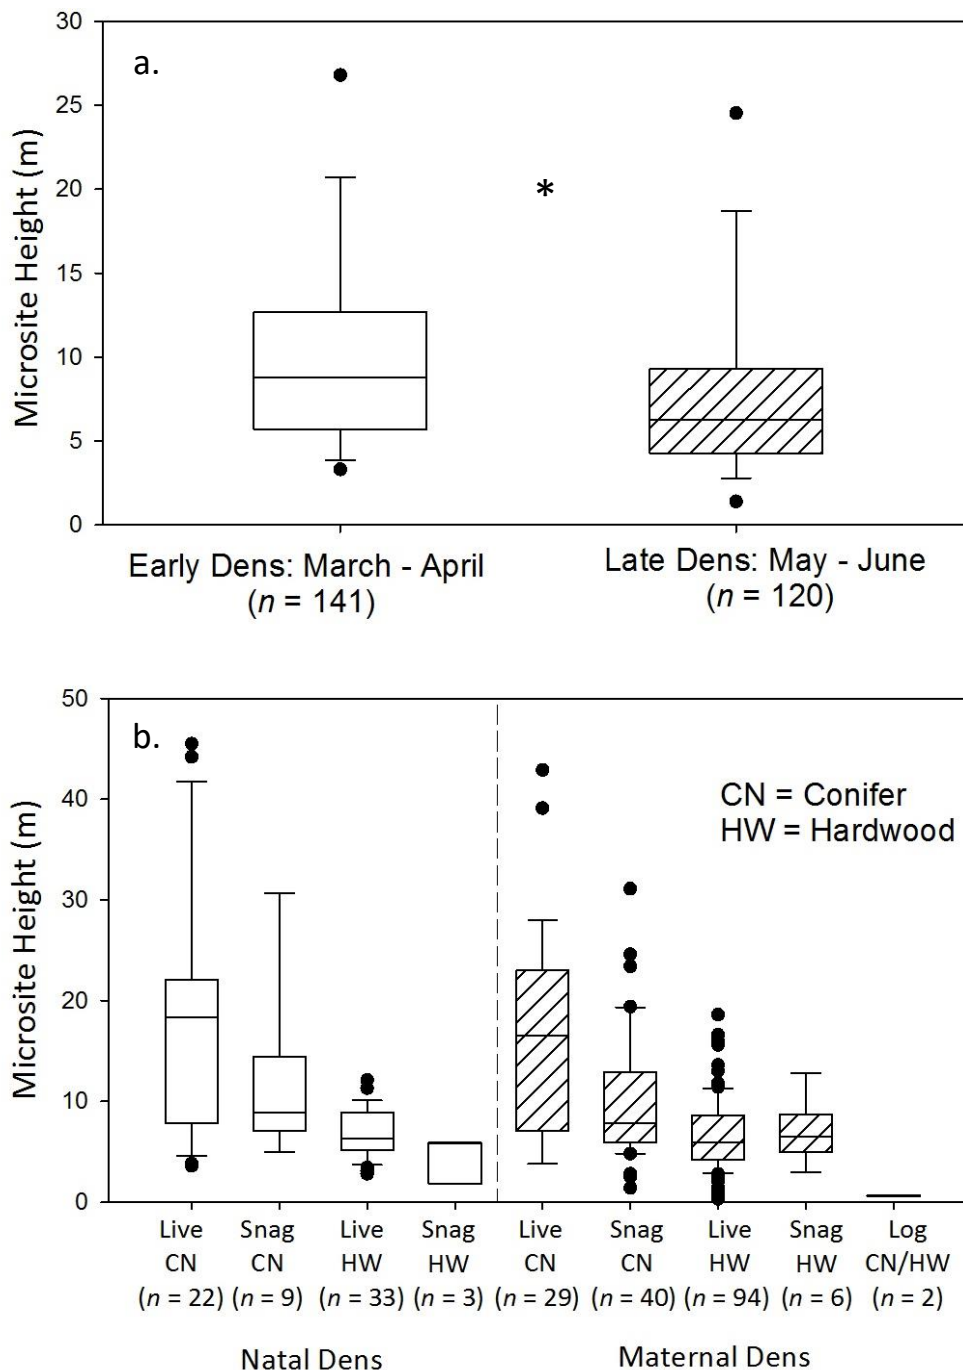 30
a.
25
20
*
15
10
5
0
Microsite Height (m)
Early Dens: March - April
(n = 141)
Late Dens: May - June
(n = 120)
50
b.
40
CN = Conifer
HW = Hardwood
30
20
10
0
Microsite Height (m)
Live Snag Live Snag Live Snag Live Snag Log
CN CN HW HW CN CN HW HW CN/HW
(n = 22) (n = 9) (n = 33) (n = 3) (n = 29) (n = 40) (n = 94) (n = 6) (n = 2)
Natal Dens Maternal Dens